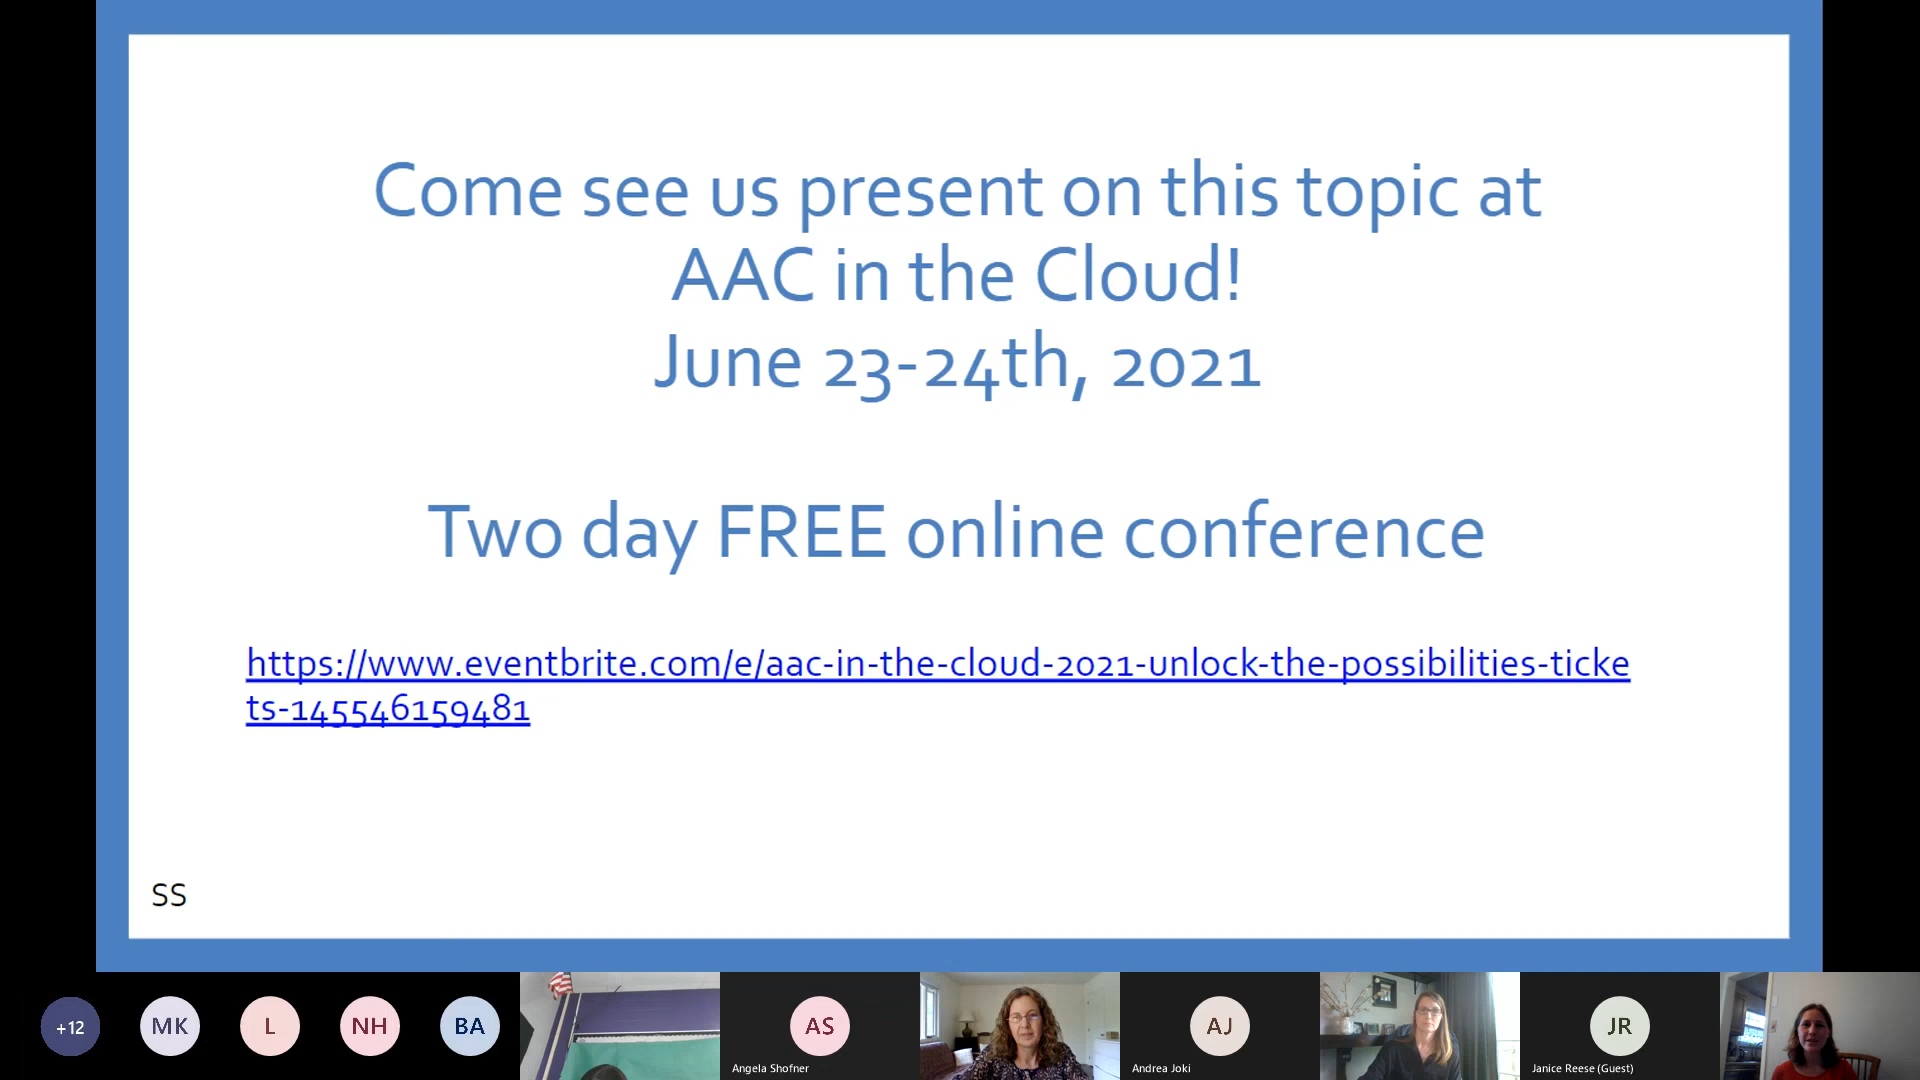 Come see us present on this topic at
AAC in the Cloud!
June 23-24th, 2021
Two day FREE online conference
https://www.eventbrite.com/e/aac-in-the-cloud-2021-unlock-the-possibilities-ticke
ts-145546159481
SS
+12
MK
L
NH
BA
AS
Angela Shofner
AJ
Andrea Joki
JR
Janice Reese (Guest)